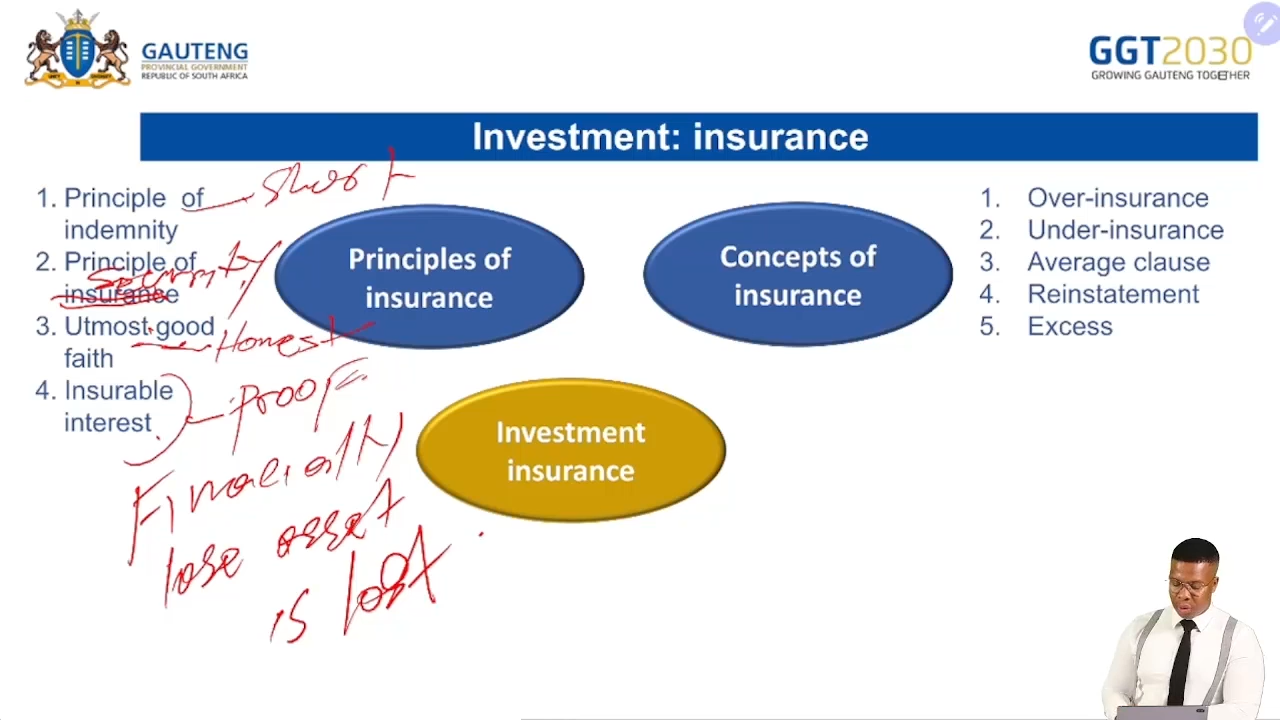 GAUTENG
PROVINCIAL GOVERNMENT
REPUBLIC OF SOUTH AFRICA
GGT2030
GROWING GAUTENG TOGETHER
Investment: insurance
1. Principle of
indemnity
2. Principle of
insurance
3. Utmost good
faith
4. Insurable
interest
Short
Security
Honest
Proof
Financially
lose asset
is lost
Principles of
insurance
Concepts of
insurance
Investment
insurance
1. Over-insurance
2. Under-insurance
3. Average clause
4. Reinstatement
5. Excess